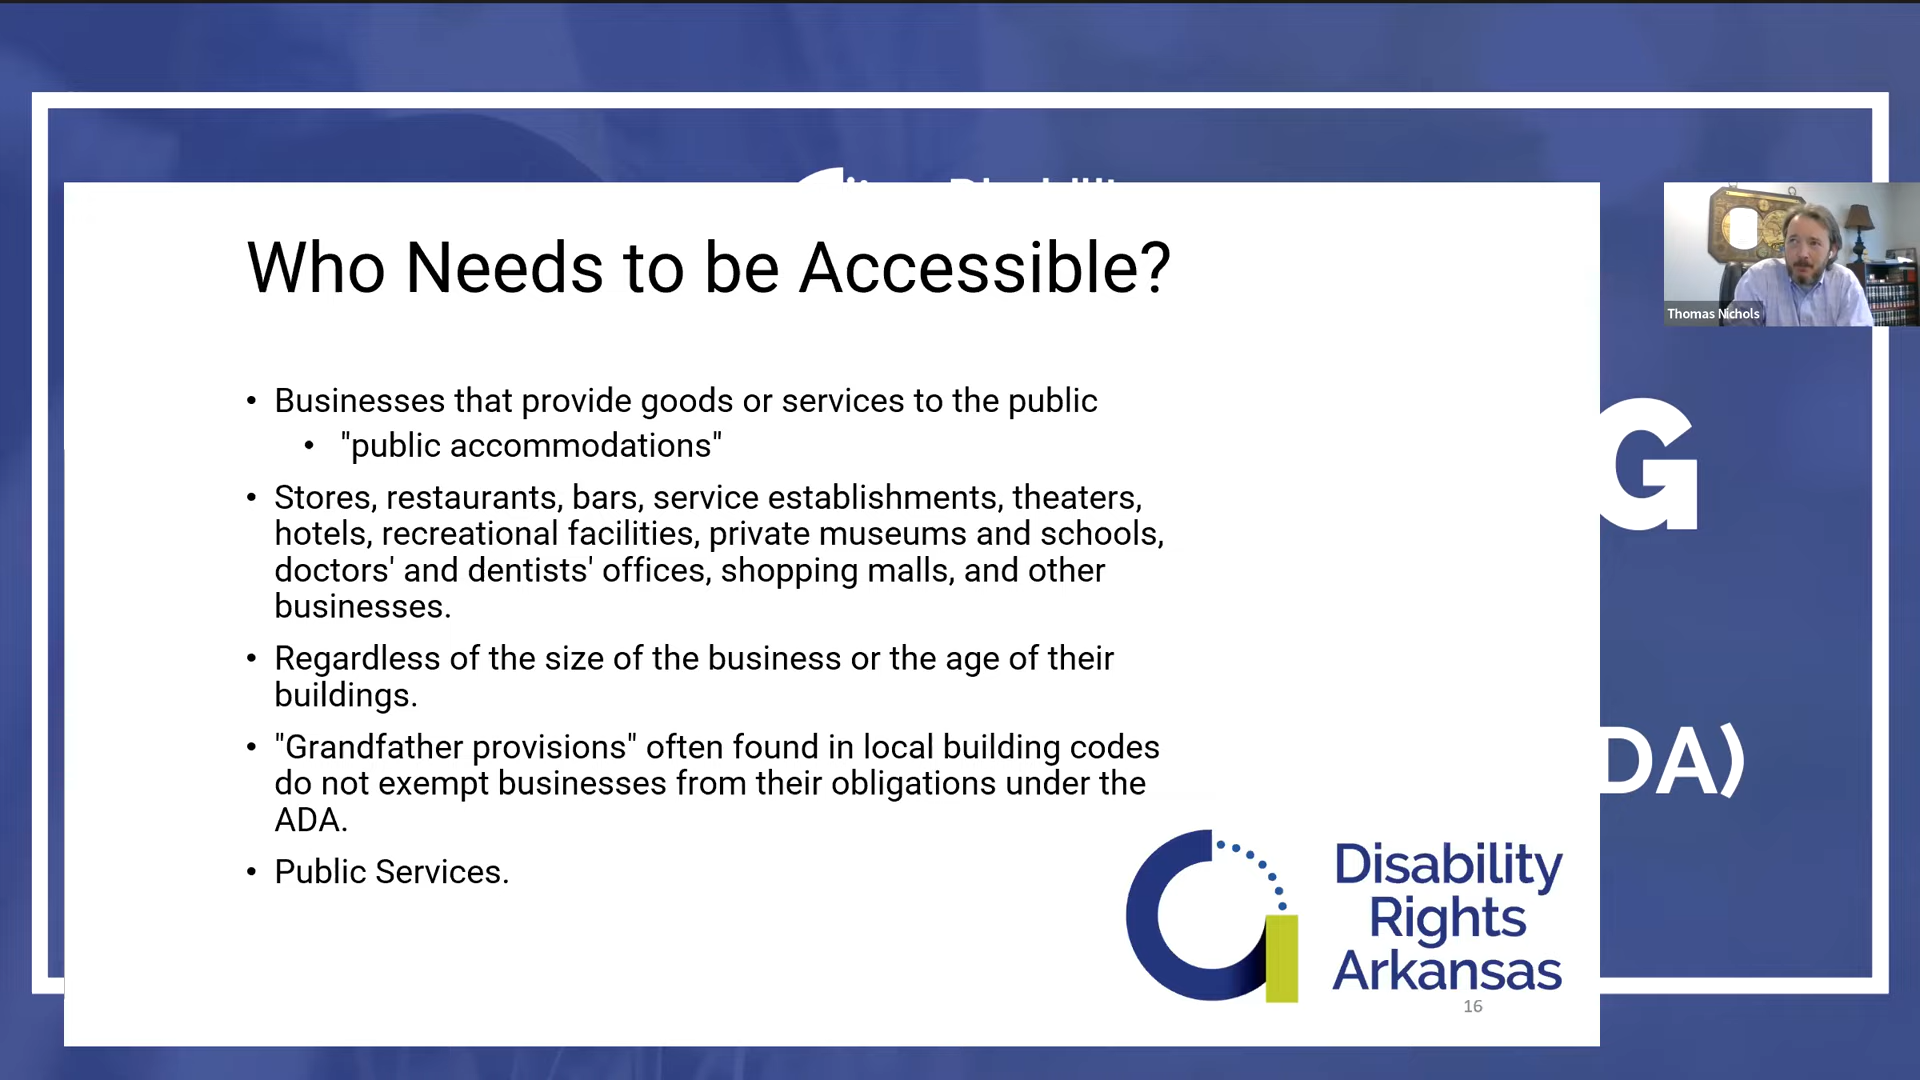 Who Needs to be Accessible?
• Businesses that provide goods or services to the public
• "public accommodations"
• Stores, restaurants, bars, service establishments, theaters,
hotels, recreational facilities, private museums and schools,
doctors' and dentists' offices, shopping malls, and other
businesses.
• Regardless of the size of the business or the age of their
buildings.
• "Grandfather provisions" often found in local building codes
do not exempt businesses from their obligations under the
ADA.
• Public Services.
Disability
Rights
Arkansas
16
Thomas Nichols
G
DA)